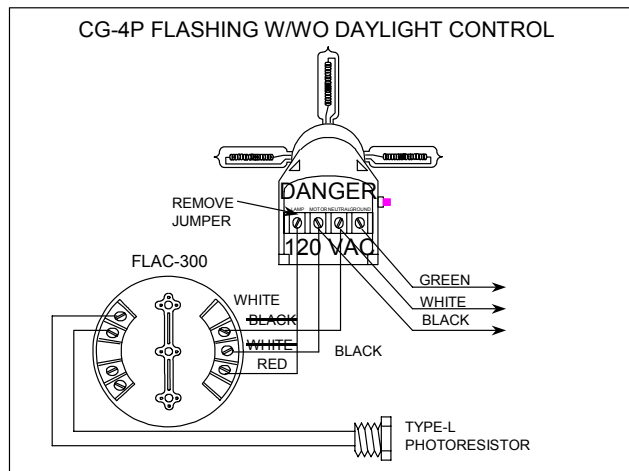 CG-4P FLASHING W/WO DAYLIGHT CONTROL
DANGER
REMOVE
JUMPER
LAMP MOTOR NEUTRAL GROUND
120 VAC
FLAC-300
GREEN
WHITE
WHITE
BLACK
BLACK
WHITE
BLACK
RED
TYPE-L
PHOTORESISTOR